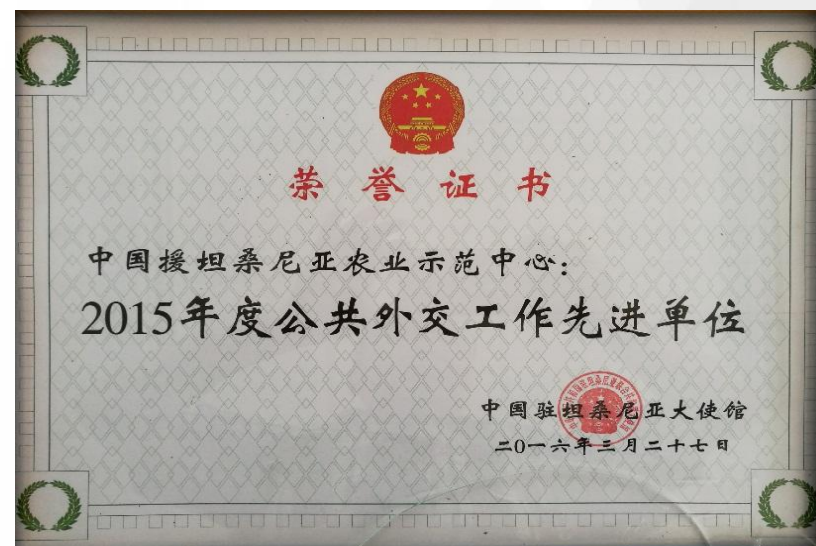 荣誉证书
中国援坦桑尼亚农业示范中心：
2015年度公共外交工作先进单位
中国驻坦桑尼亚大使馆
二0一六年三月二十七日